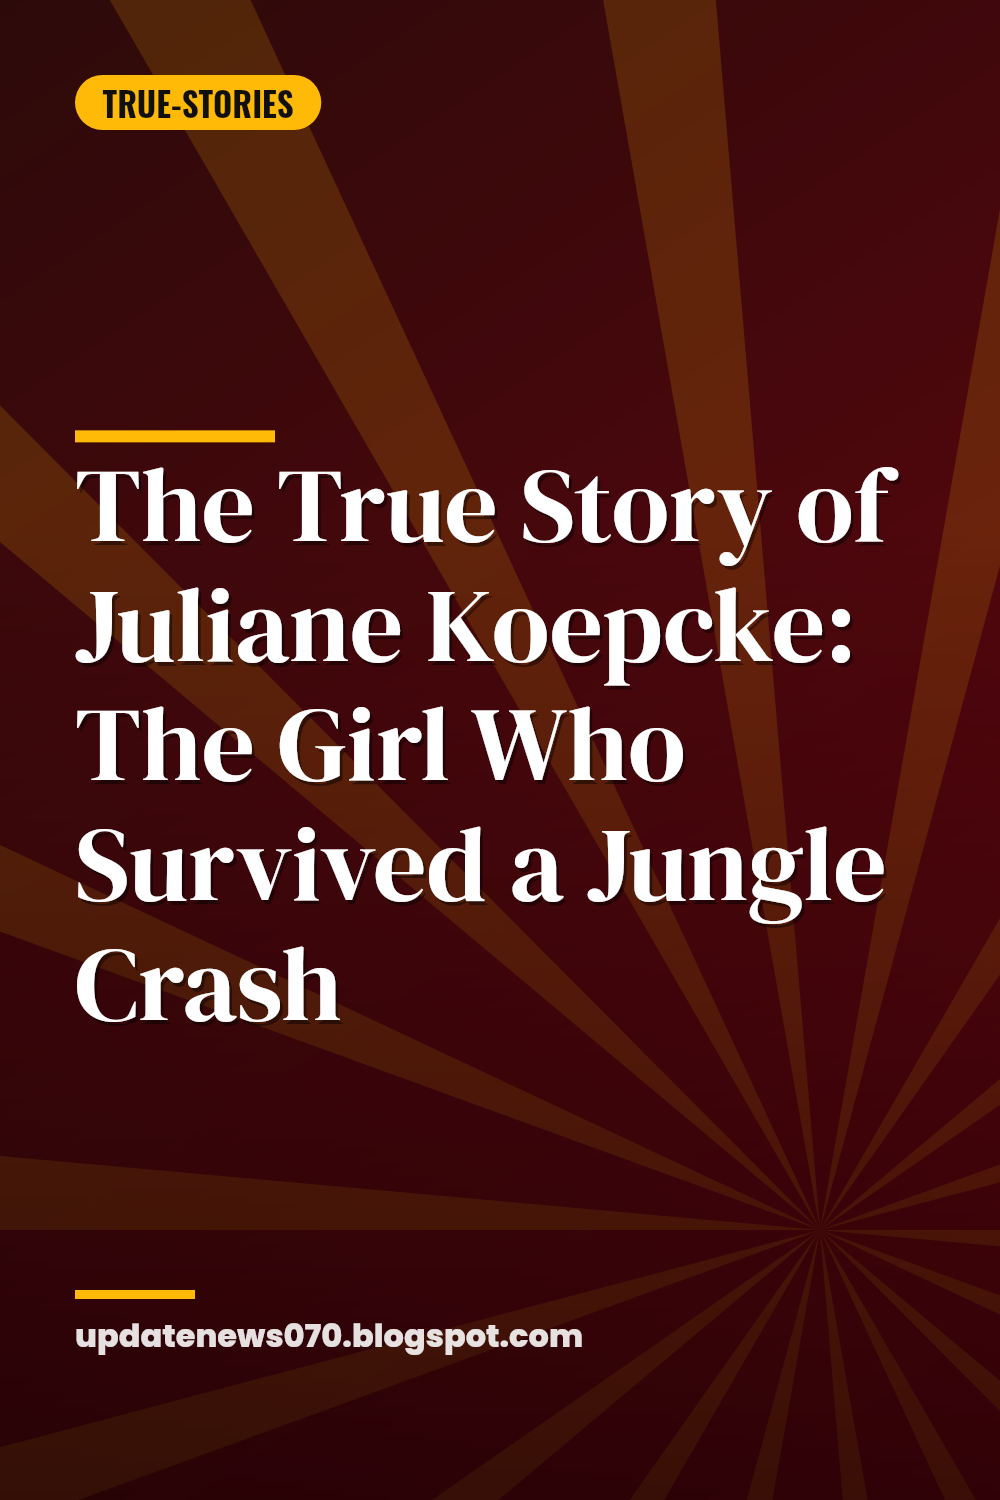 TRUE-STORIES
The True Story of
Juliane Koepcke:
The Girl Who
Survived a Jungle
Crash
updatenews070.blogspot.com